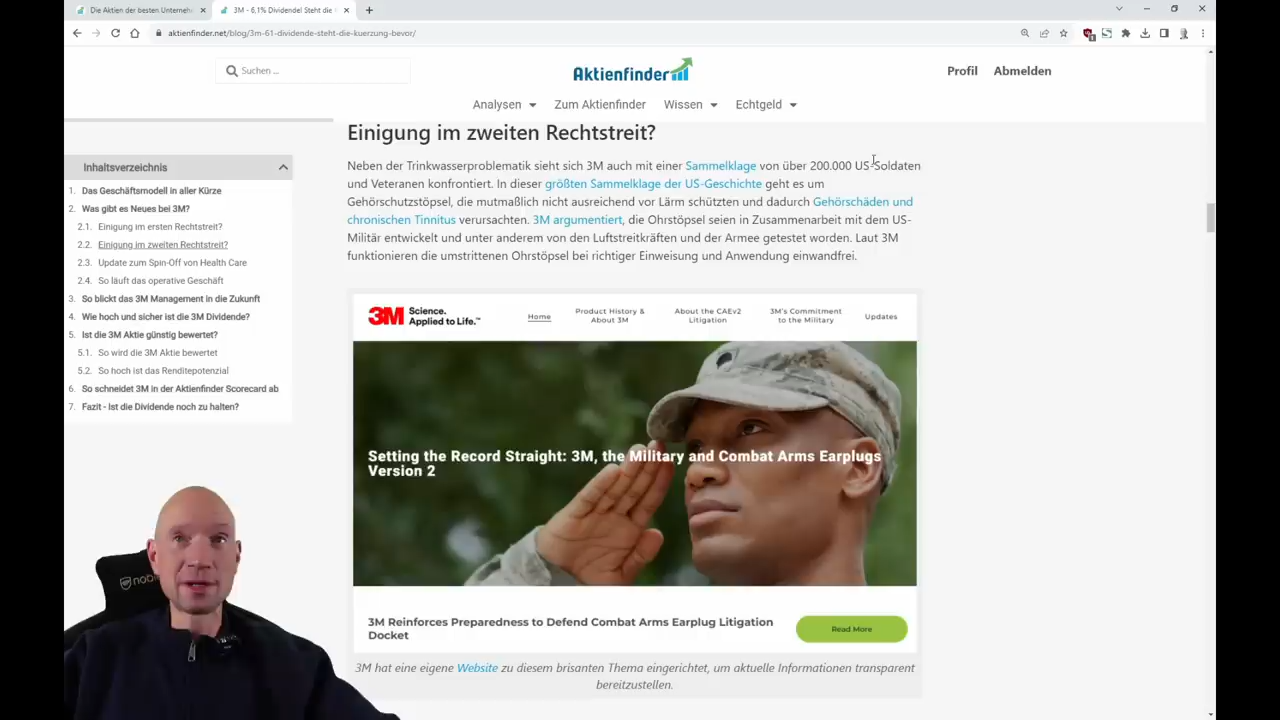 Die Aktien der besten Unterneh
3M - 6,1% Dividende! Steht die
aktienfinder.net/blog/3m-61-dividende-steht-die-kuerzung-bevor/
Suchen ...
Aktienfinder
Profil
Abmelden
Analysen
Zum Aktienfinder
Wissen
Echtgeld
Inhaltsverzeichnis
1. Das Geschäftsmodell in aller Kürze
2. Was gibt es Neues bei 3M?
2.1. Einigung im ersten Rechtstreit?
2.2. Einigung im zweiten Rechtstreit?
2.3. Update zum Spin-Off von Health Care
2.4. So läuft das operative Geschäft
3. So blickt das 3M Management in die Zukunft
4. Wie hoch und sicher ist die 3M Dividende?
5. Ist die 3M Aktie günstig bewertet?
5.1. So wird die 3M Aktie bewertet
5.2. So hoch ist das Renditepotenzial
6. So schneidet 3M in der Aktienfinder Scorecard ab
7. Fazit - Ist die Dividende noch zu halten?
Einigung im zweiten Rechtstreit?
Neben der Trinkwasserproblematik sieht sich 3M auch mit einer Sammelklage von über 200.000 US-Soldaten
und Veteranen konfrontiert. In dieser größten Sammelklage der US-Geschichte geht es um
Gehörschutzstöpsel, die mutmaßlich nicht ausreichend vor Lärm schützten und dadurch Gehörschäden und
chronischen Tinnitus verursachten. 3M argumentiert, die Ohrstöpsel seien in Zusammenarbeit mit dem US-
Militär entwickelt und unter anderem von den Luftstreitkräften und der Armee getestet worden. Laut 3M
funktionieren die umstrittenen Ohrstöpsel bei richtiger Einweisung und Anwendung einwandfrei.
3M Science.
Applied to Life.™
Home
Product History &
About 3M
About the CAEv2
Litigation
3M's Commitment
to the Military
Updates
Setting the Record Straight: 3M, the Military and Combat Arms Earplugs
Version 2
3M Reinforces Preparedness to Defend Combat Arms Earplug Litigation
Docket
Read More
3M hat eine eigene Website zu diesem brisanten Thema eingerichtet, um aktuelle Informationen transparent
bereitzustellen.